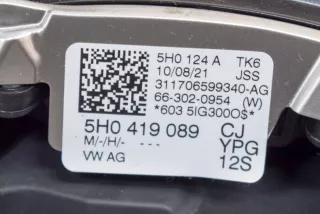 5H0 124 A TK6
10/08/21 JSS
311706599340-AG
66-302-0954 (W)
*603 5IG300O$*
5H0 419 089 CJ
M/-/H/- --- YPG
VW AG 12S